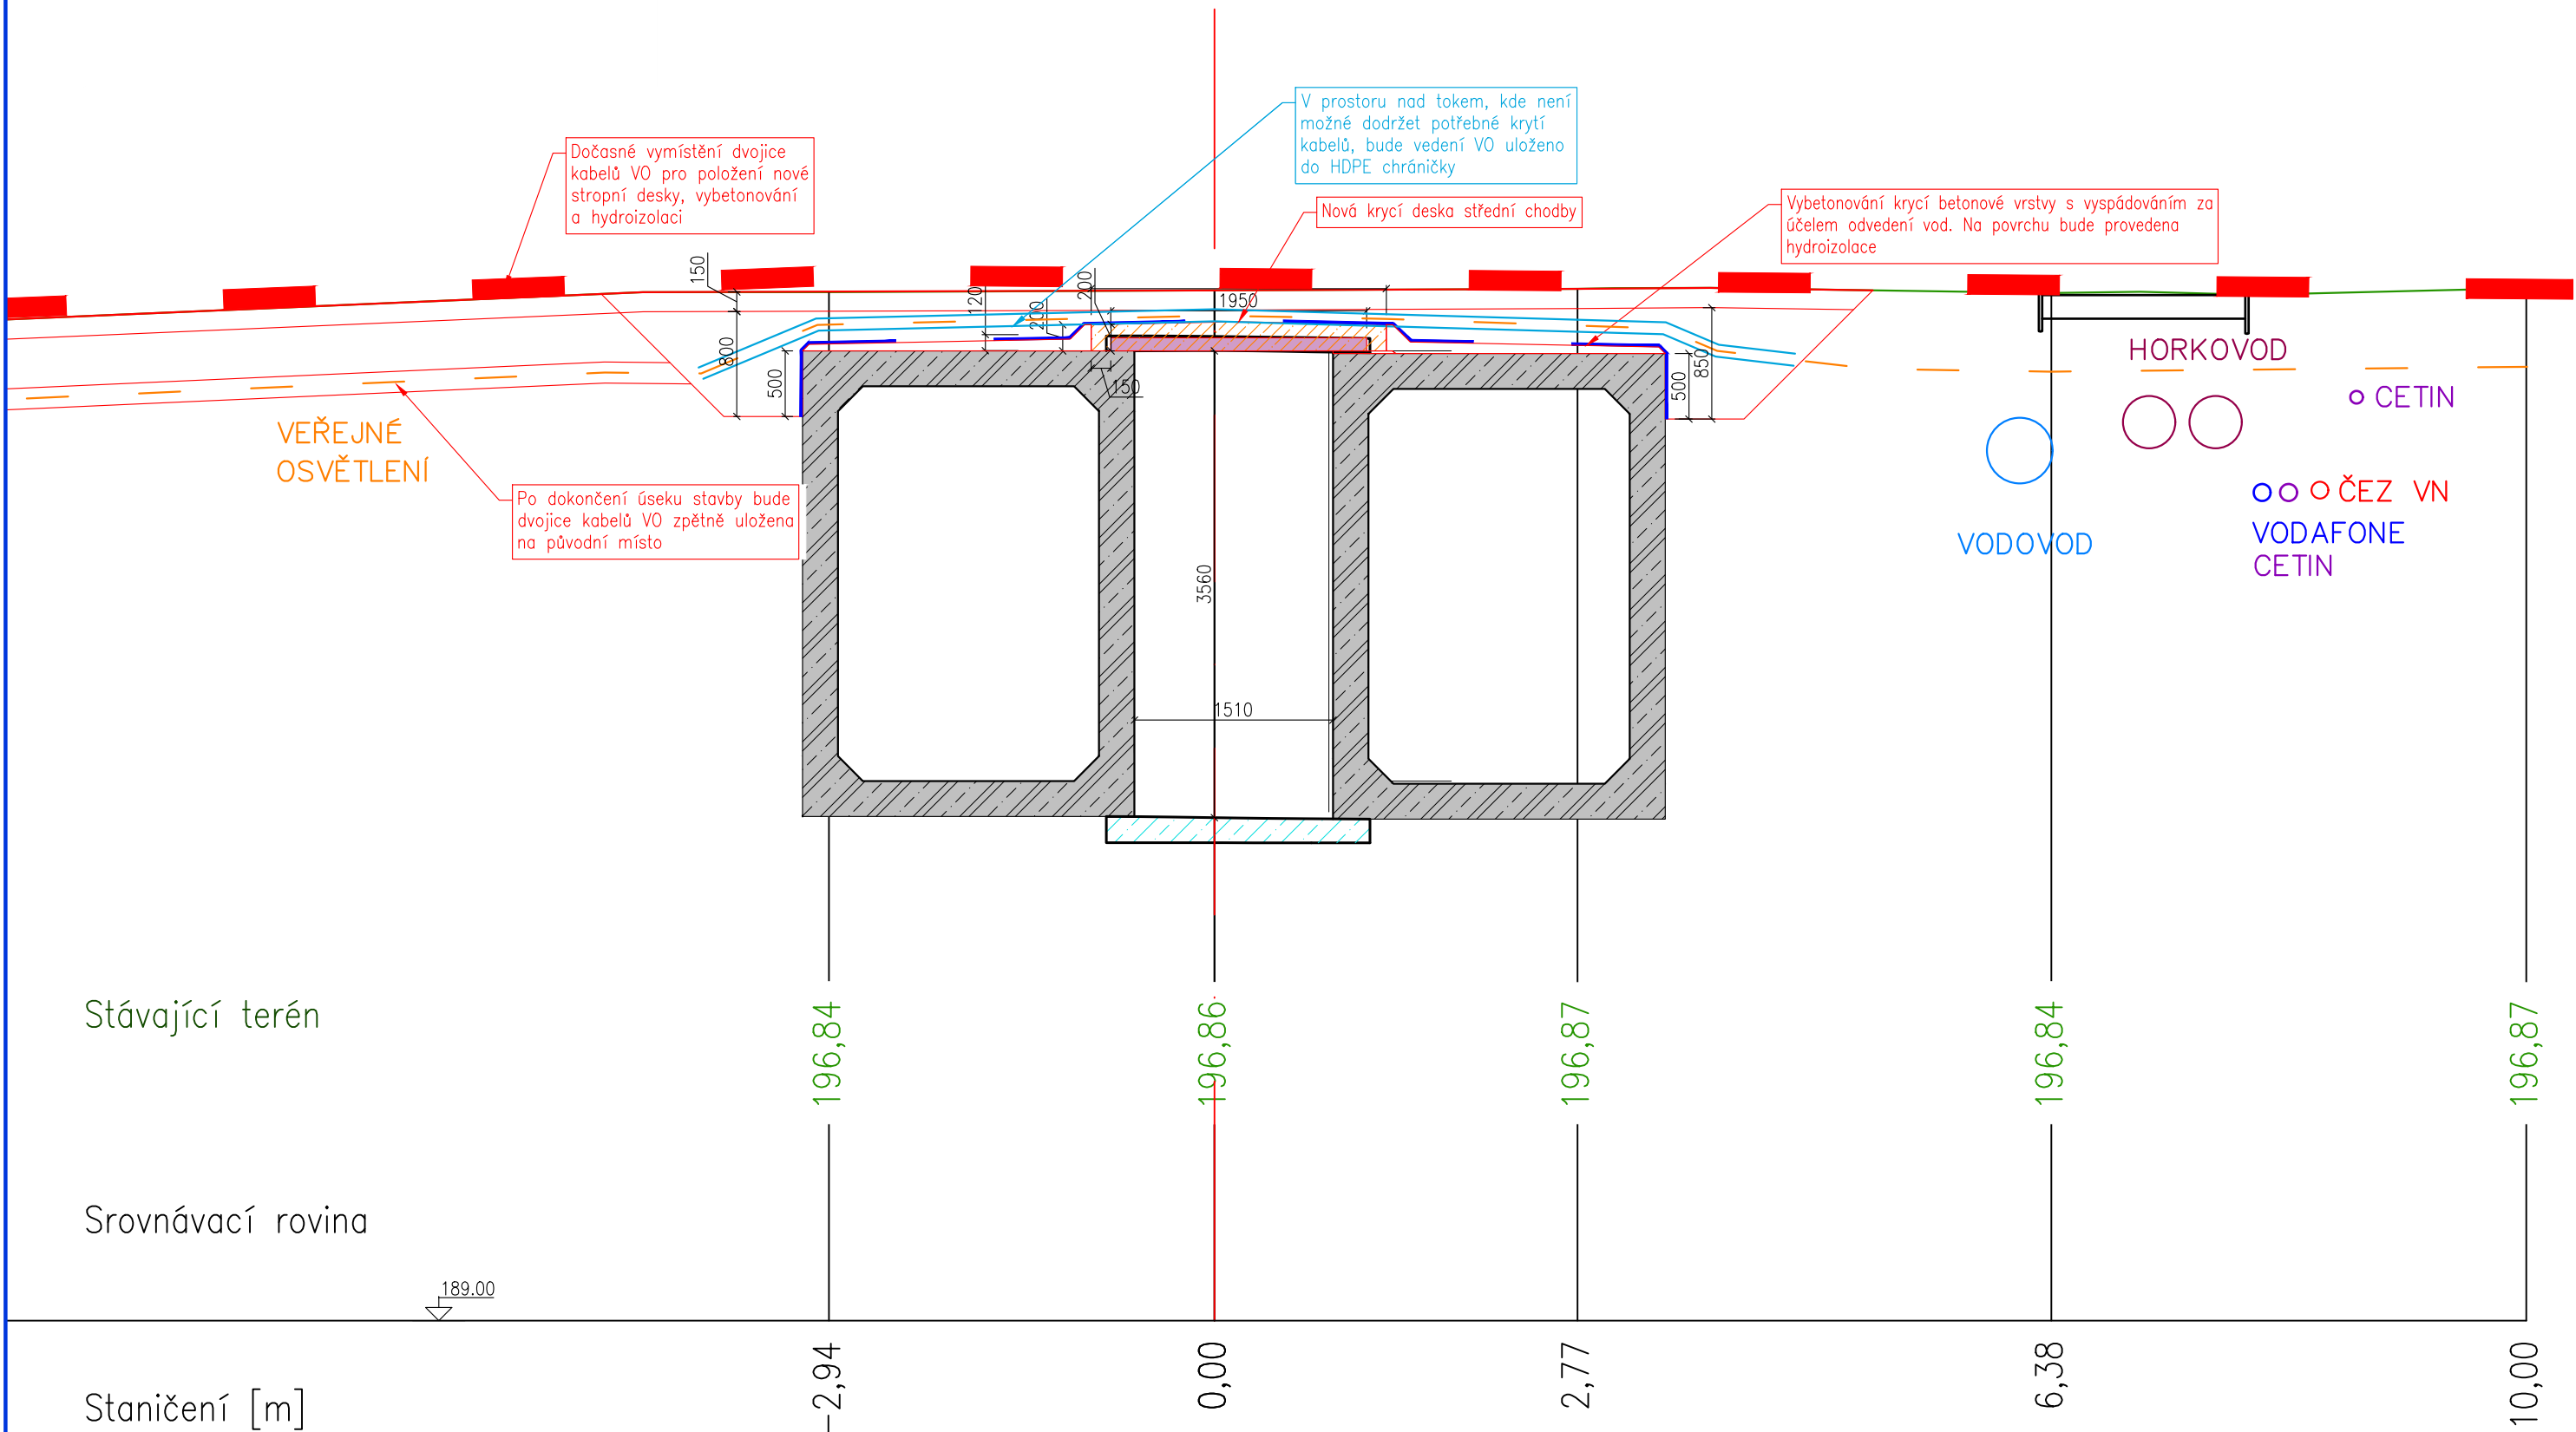 V prostoru nad tokem, kde není
možné dodržet potřebné krytí
kabelů, bude vedení VO uloženo
do HDPE chráničky
Dočasné vymístění dvojice
kabelů VO pro položení nové
stropní desky, vybetonování
a hydroizolaci
Nová krycí deska střední chodby
Vybetonování krycí betonové vrstvy s vyspádováním za
účelem odvedení vod. Na povrchu bude provedena
hydroizolace
150
120
200
200
1950
800
500
150
500
850
HORKOVOD
CETIN
VEŘEJNÉ
OSVĚTLENÍ
Po dokončení úseku stavby bude
dvojice kabelů VO zpětně uložena
na původní místo
ČEZ VN
VODAFONE
CETIN
VODOVOD
3560
1510
Stávající terén
196,84
196,86
196,87
196,84
196,87
Srovnávací rovina
189.00
Staničení [m]
-2,94
0,00
2,77
6,38
10,00